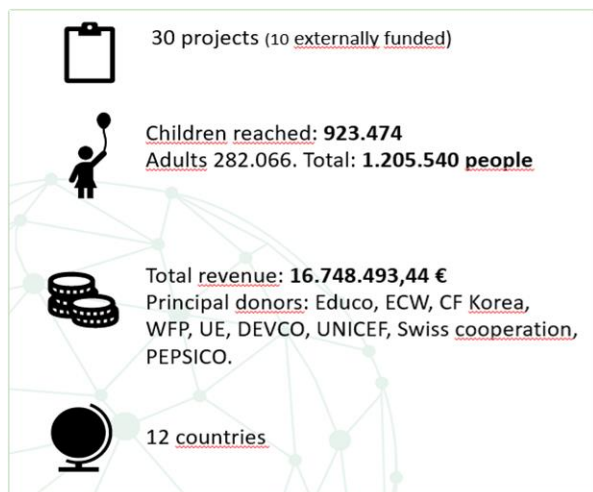 30 projects (10 externally funded)
Children reached: 923.474
Adults 282.066. Total: 1.205.540 people
Total revenue: 16.748.493,44 €
Principal donors: Educo, ECW, CF Korea,
WFP, UE, DEVCO, UNICEF, Swiss cooperation,
PEPSICO.
12 countries